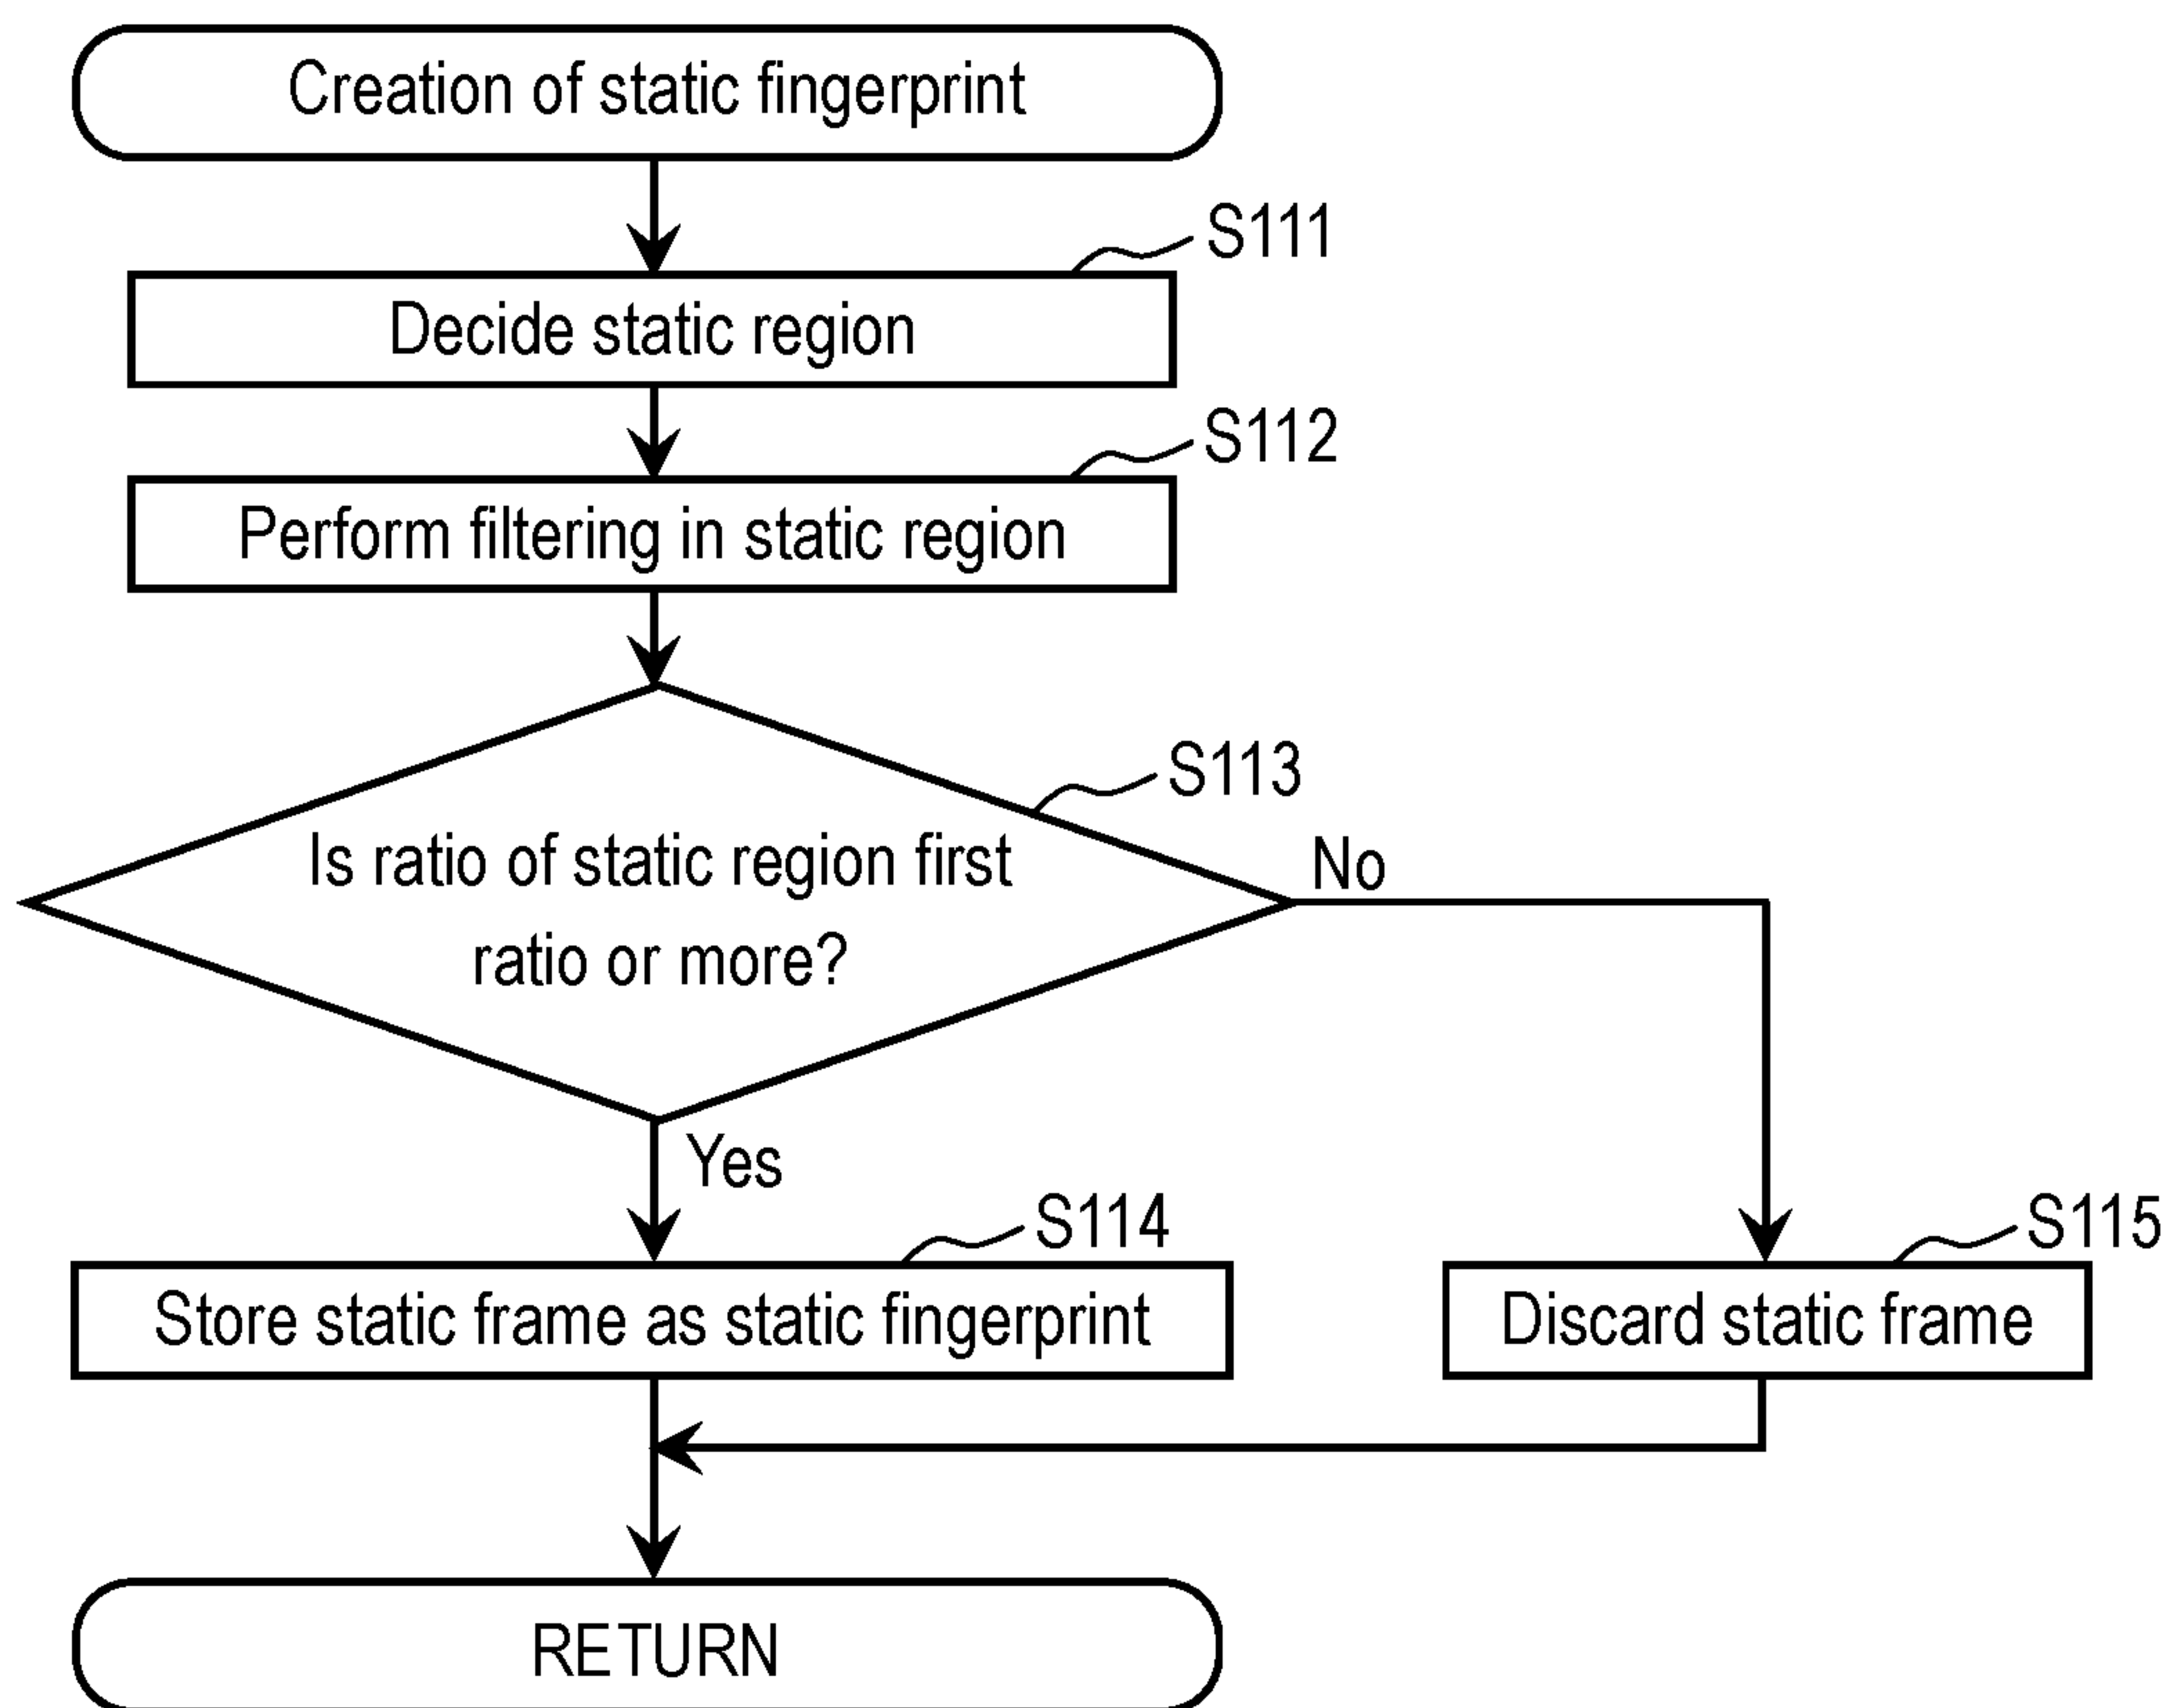 Creation of static fingerprint
S111
Decide static region
S112
Perform filtering in static region
S113
Is ratio of static region first
ratio or more?
No
Yes
S114
Store static frame as static fingerprint
S115
Discard static frame
RETURN